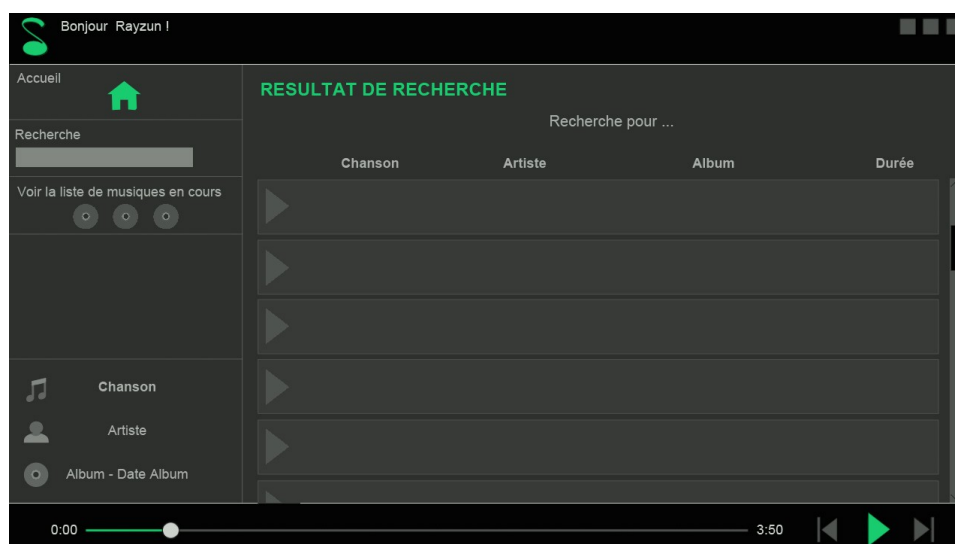 Bonjour Rayzun !
Accueil
Recherche
Voir la liste de musiques en cours
Chanson
Artiste
Album - Date Album
RESULTAT DE RECHERCHE
Recherche pour ...
Chanson Artiste Album Durée
0:00 3:50